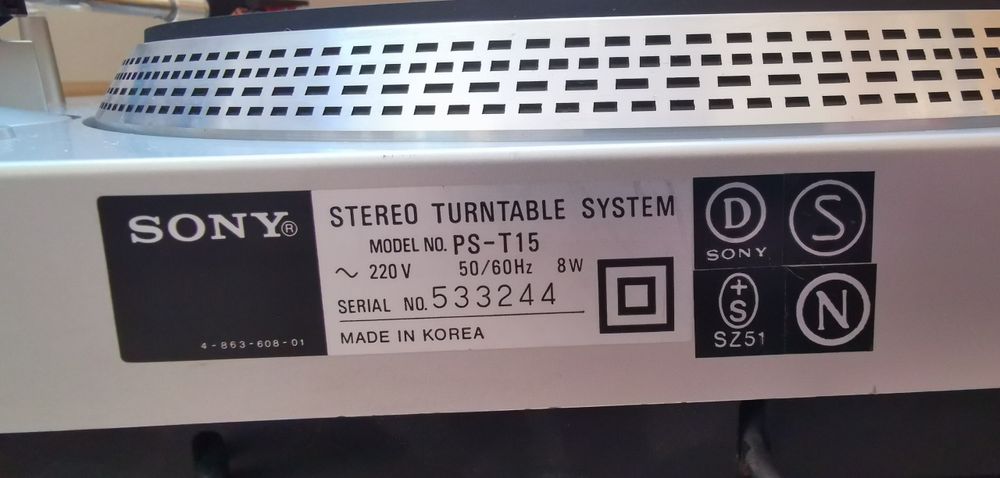 SONY®
4-863-608-01
STEREO TURNTABLE SYSTEM
MODEL NO. PS-T15
~ 220V 50/60Hz 8W
SERIAL NO. 533244
MADE IN KOREA
D
SONY
S
+
S
SZ51
N